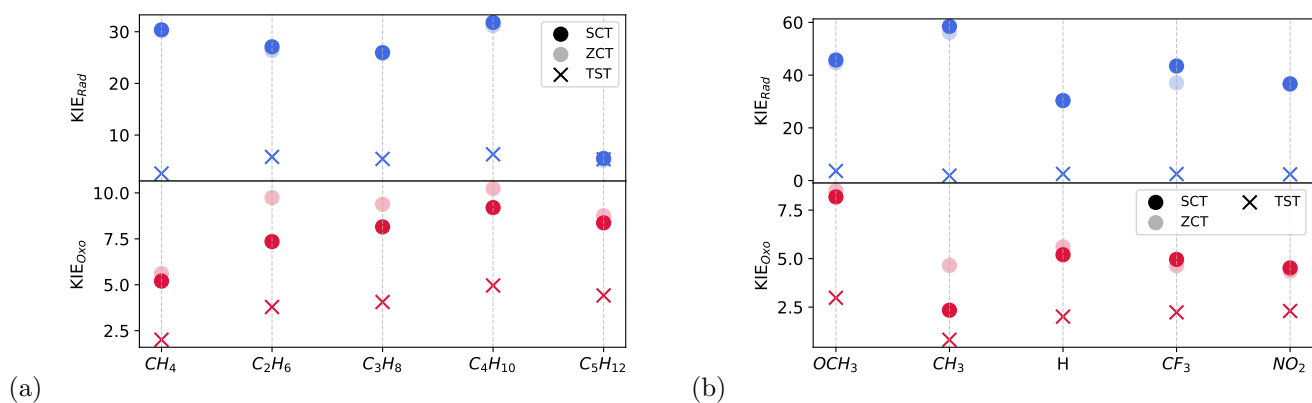 30
20
10
KIE_Rad
SCT
ZCT
TST
10.0
7.5
5.0
2.5
KIE_Oxo
CH_4
C_2H_6
C_3H_8
C_4H_10
C_5H_12
(a)
60
40
20
0
KIE_Rad
7.5
5.0
2.5
KIE_Oxo
SCT TST
ZCT
OCH_3
CH_3
H
CF_3
NO_2
(b)